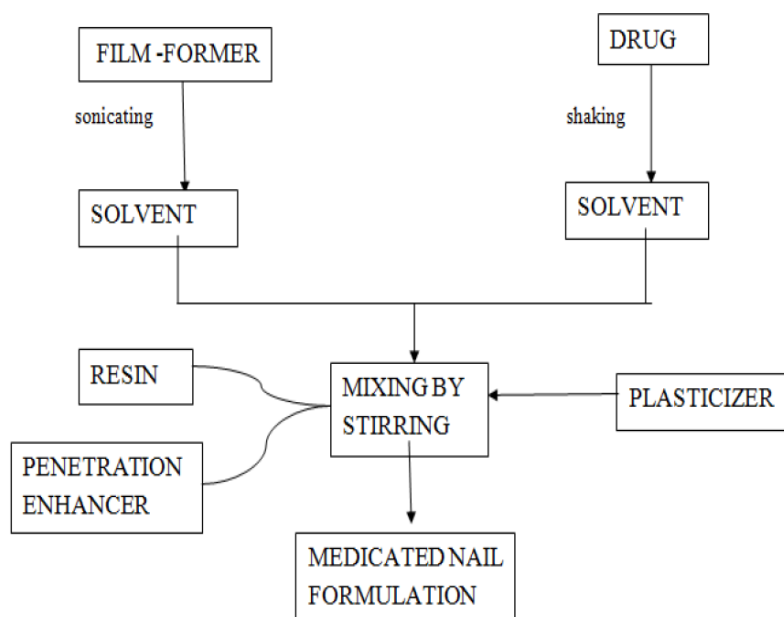 FILM -FORMER
DRUG
sonicating
shaking
SOLVENT
SOLVENT
RESIN
MIXING BY
STIRRING
PLASTICIZER
PENETRATION
ENHANCER
MEDICATED NAIL
FORMULATION